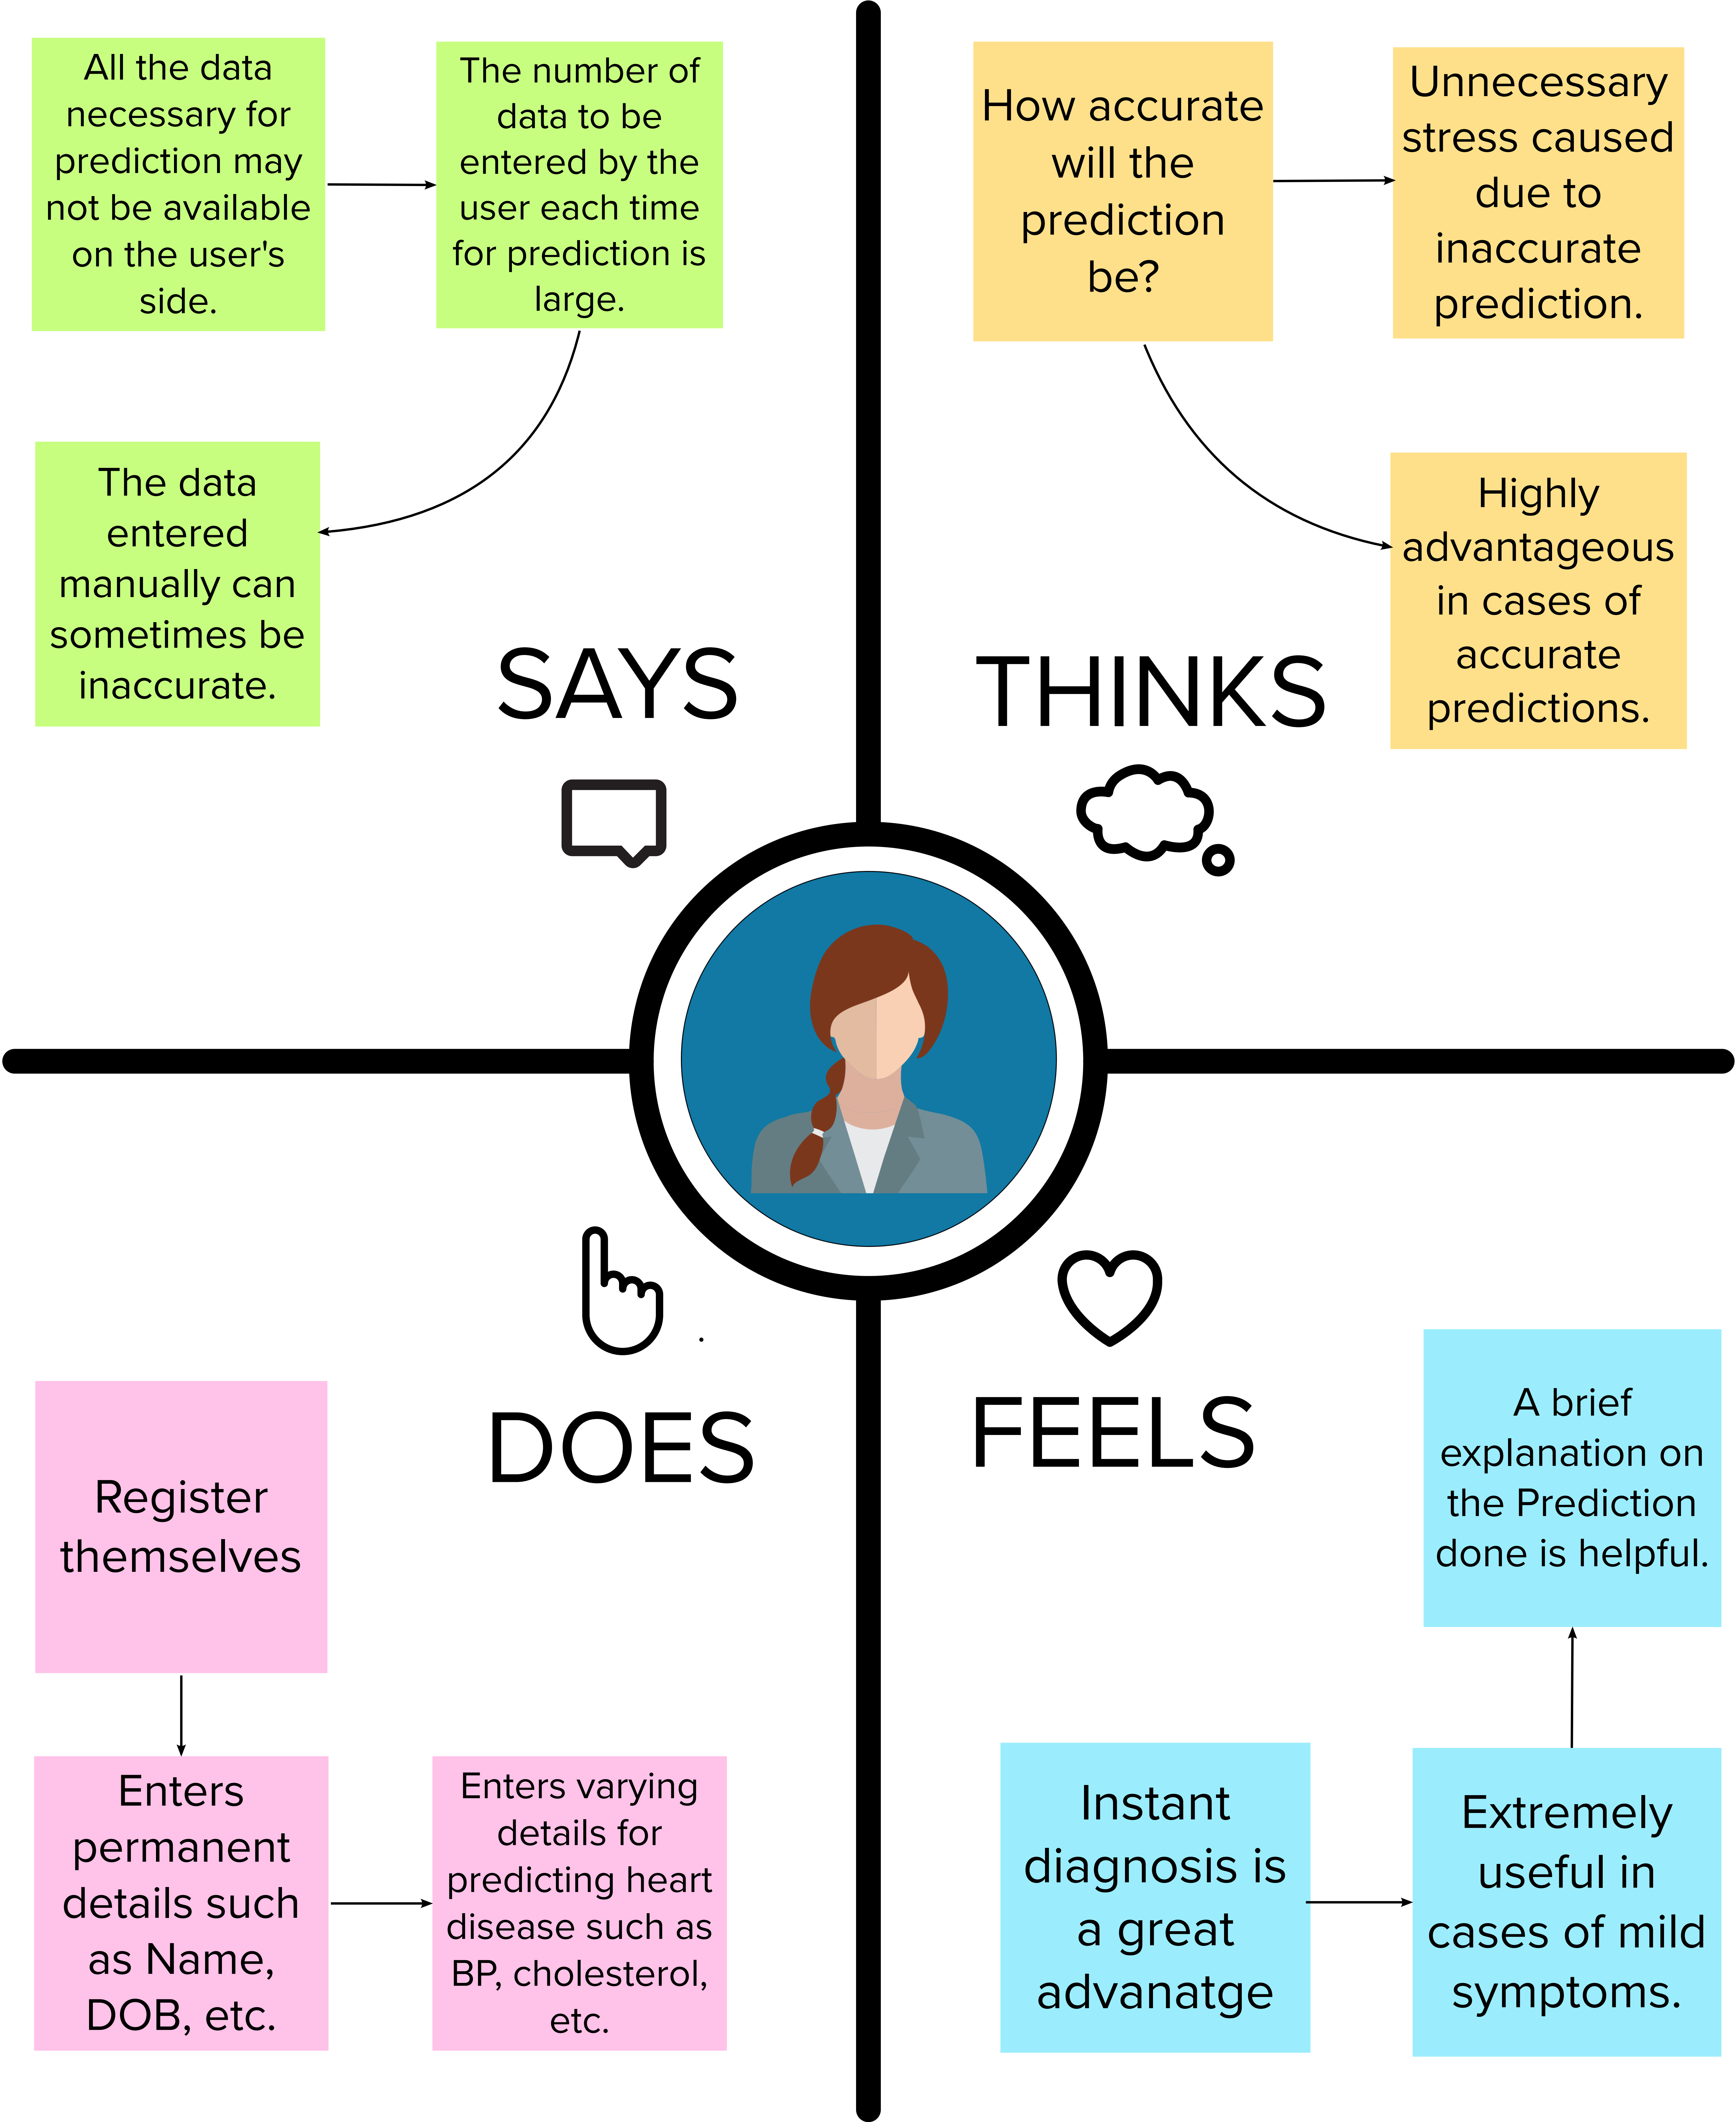 All the data
necessary for
prediction may
not be available
on the user's
side.
The number of
data to be
entered by the
user each time
for prediction is
large.
The data
entered
manually can
sometimes be
inaccurate.
SAYS
How accurate
will the
prediction
be?
Unnecessary
stress caused
due to
inaccurate
prediction.
Highly
advantageous
in cases of
accurate
predictions.
THINKS
DOES
Register
themselves
Enters
permanent
details such
as Name,
DOB, etc.
Enters varying
details for
predicting heart
disease such as
BP, cholesterol,
etc.
FEELS
A brief
explanation on
the Prediction
done is helpful.
Instant
diagnosis is
a great
advanatge
Extremely
useful in
cases of mild
symptoms.